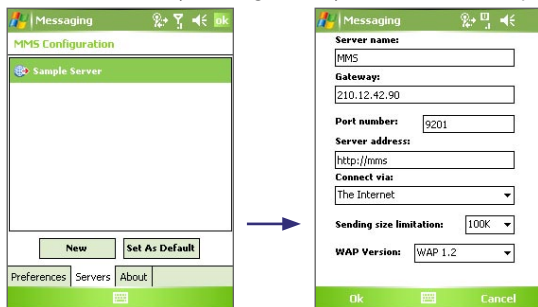 Messaging
ok
MMS Configuration
Sample Server
New
Set As Default
Preferences
Servers
About
Messaging
Server name:
MMS
Gateway:
210.12.42.90
Port number:
9201
Server address:
http://mms
Connect via:
The Internet
Sending size limitation:
100K
WAP Version:
WAP 1.2
Ok
Cancel